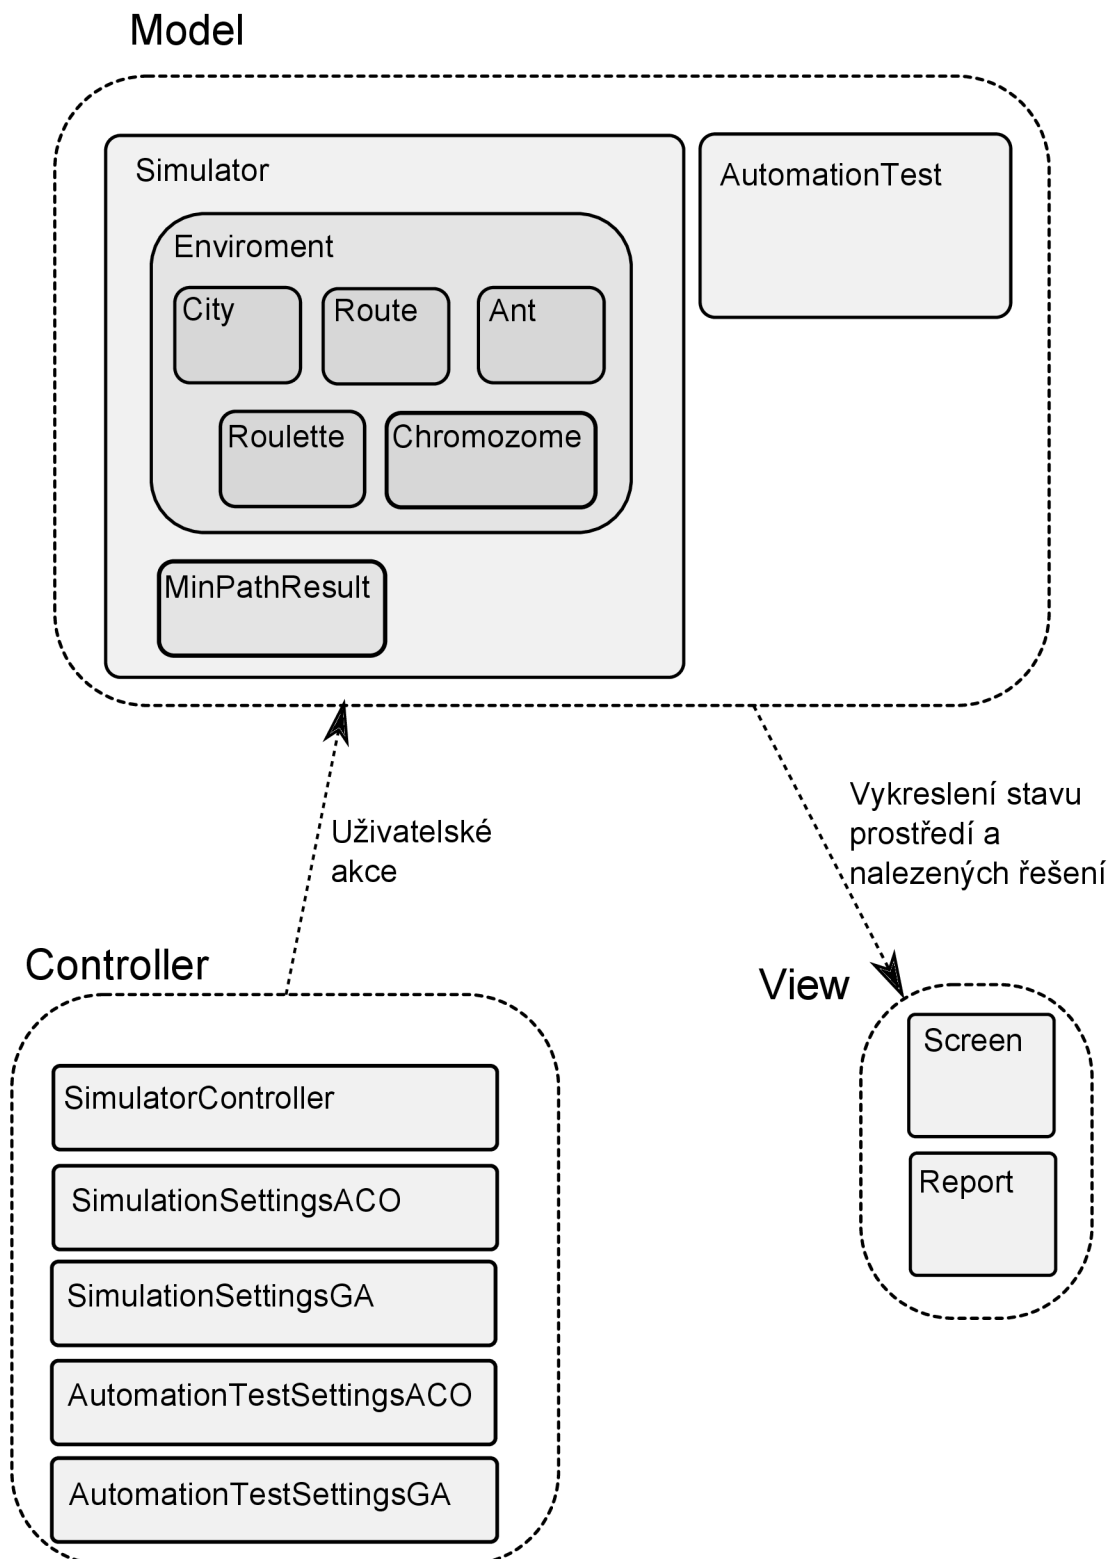 Model
Simulator
AutomationTest
Enviroment
City
Route
Ant
Roulette
Chromozome
MinPathResult
Uživatelské
akce
Vykreslení stavu
prostředí a
nalezených řešení
Controller
View
SimulatorController
SimulationSettingsACO
SimulationSettingsGA
AutomationTestSettingsACO
AutomationTestSettingsGA
Screen
Report